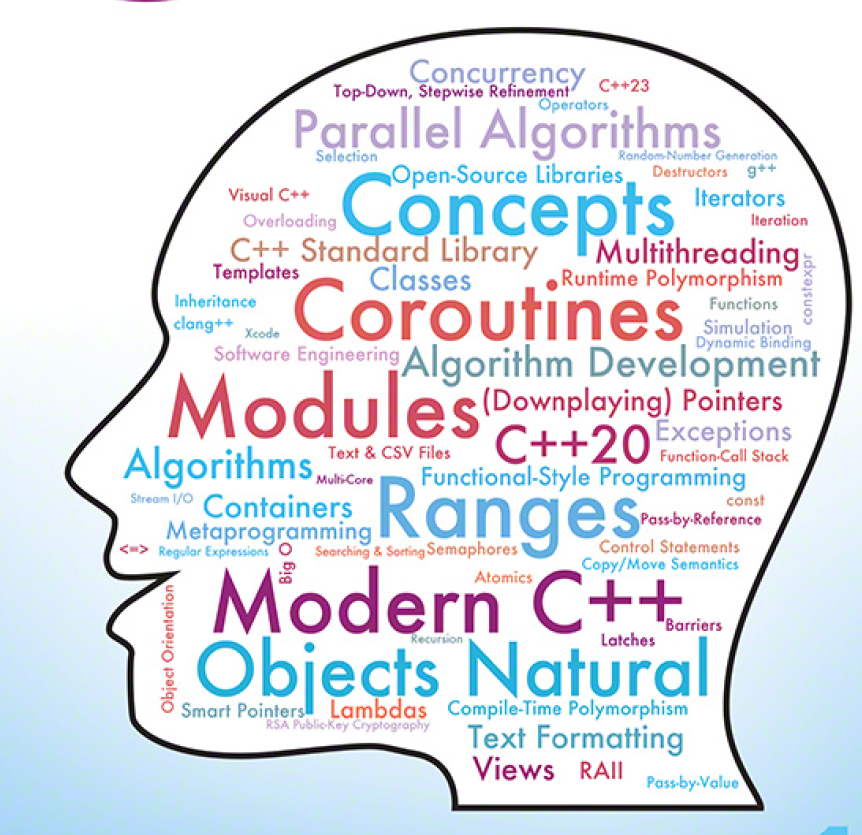 Concurrency
Top-Down, Stepwise Refinement
C++23
Operators
Parallel Algorithms
Selection
Random-Number Generation
Open-Source Libraries
Destructors
g++
Visual C++
Concepts
Iterators
Overloading
Iteration
C++ Standard Library
Multithreading
constexpr
Templates
Classes
Runtime Polymorphism
Inheritance
Coroutines
Functions
clang++
Xcode
Simulation
Dynamic Binding
Software Engineering
Algorithm Development
Modules
(Downplaying) Pointers
C++20
Exceptions
Text & CSV Files
Function-Call Stack
Algorithms
Multi-Core
Functional-Style Programming
Stream I/O
Containers
Ranges
const
Metaprogramming
Pass-by-Reference
<=>
Regular Expressions
Big O
Searching & Sorting
Semaphores
Control Statements
Copy/Move Semantics
Atomics
Object Orientation
Modern C++
Barriers
Recursion
Latches
Objects Natural
Smart Pointers
Lambdas
Compile-Time Polymorphism
RSA Public-Key Cryptography
Text Formatting
Views
RAII
Pass-by-Value